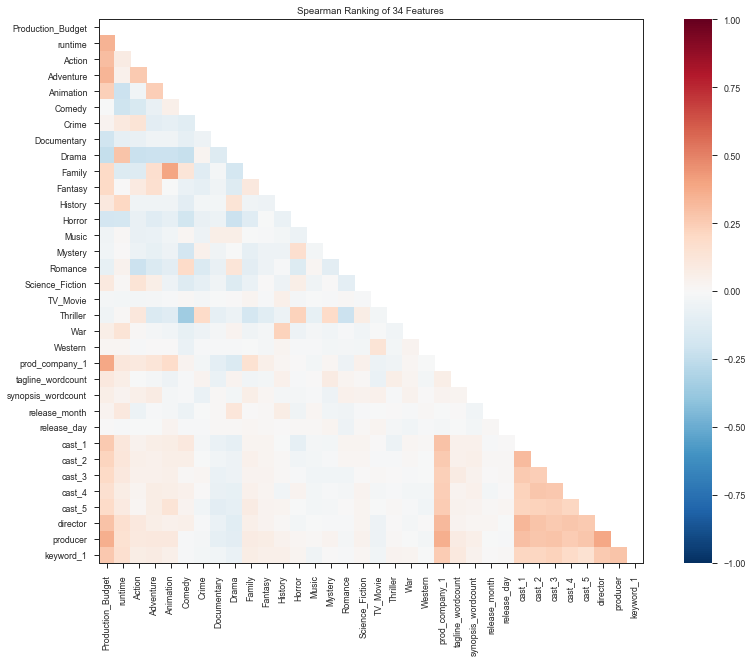 Spearman Ranking of 34 Features
Production_Budget
runtime
Action
Adventure
Animation
Comedy
Crime
Documentary
Drama
Family
Fantasy
History
Horror
Music
Mystery
Romance
Science_Fiction
TV_Movie
Thriller
War
Western
prod_company_1
tagline_wordcount
synopsis_wordcount
release_month
release_day
cast_1
cast_2
cast_3
cast_4
cast_5
director
producer
keyword_1
Production_Budget
runtime
Action
Adventure
Animation
Comedy
Crime
Documentary
Drama
Family
Fantasy
History
Horror
Music
Mystery
Romance
Science_Fiction
TV_Movie
Thriller
War
Western
prod_company_1
tagline_wordcount
synopsis_wordcount
release_month
release_day
cast_1
cast_2
cast_3
cast_4
cast_5
director
producer
keyword_1
1.00
0.75
0.50
0.25
0.00
−0.25
−0.50
−0.75
−1.00